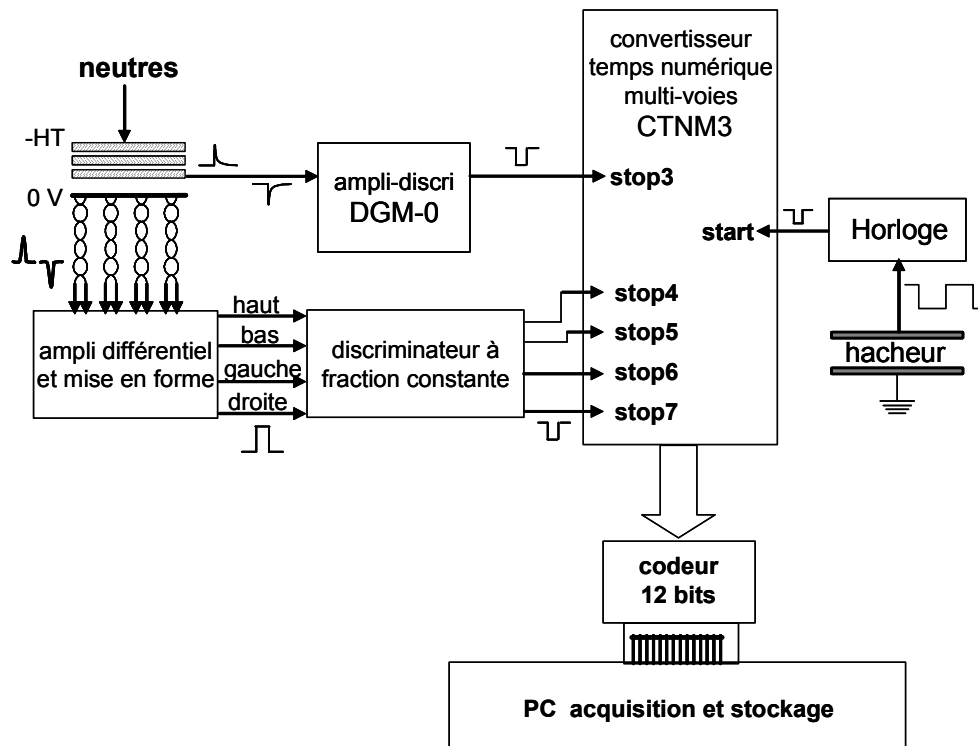 neutres
-HT
0 V
ampli-discri
DGM-0
convertisseur
temps numérique
multi-voies
CTNM3
stop3
start
Horloge
hacheur
stop4
stop5
stop6
stop7
ampli différentiel
et mise en forme
haut
bas
gauche
droite
discriminateur à
fraction constante
codeur
12 bits
PC acquisition et stockage